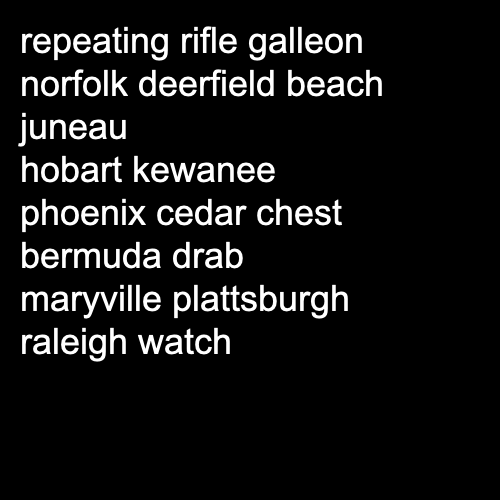 repeating rifle galleon
norfolk deerfield beach
juneau
hobart kewanee
phoenix cedar chest
bermuda drab
maryville plattsburgh
raleigh watch